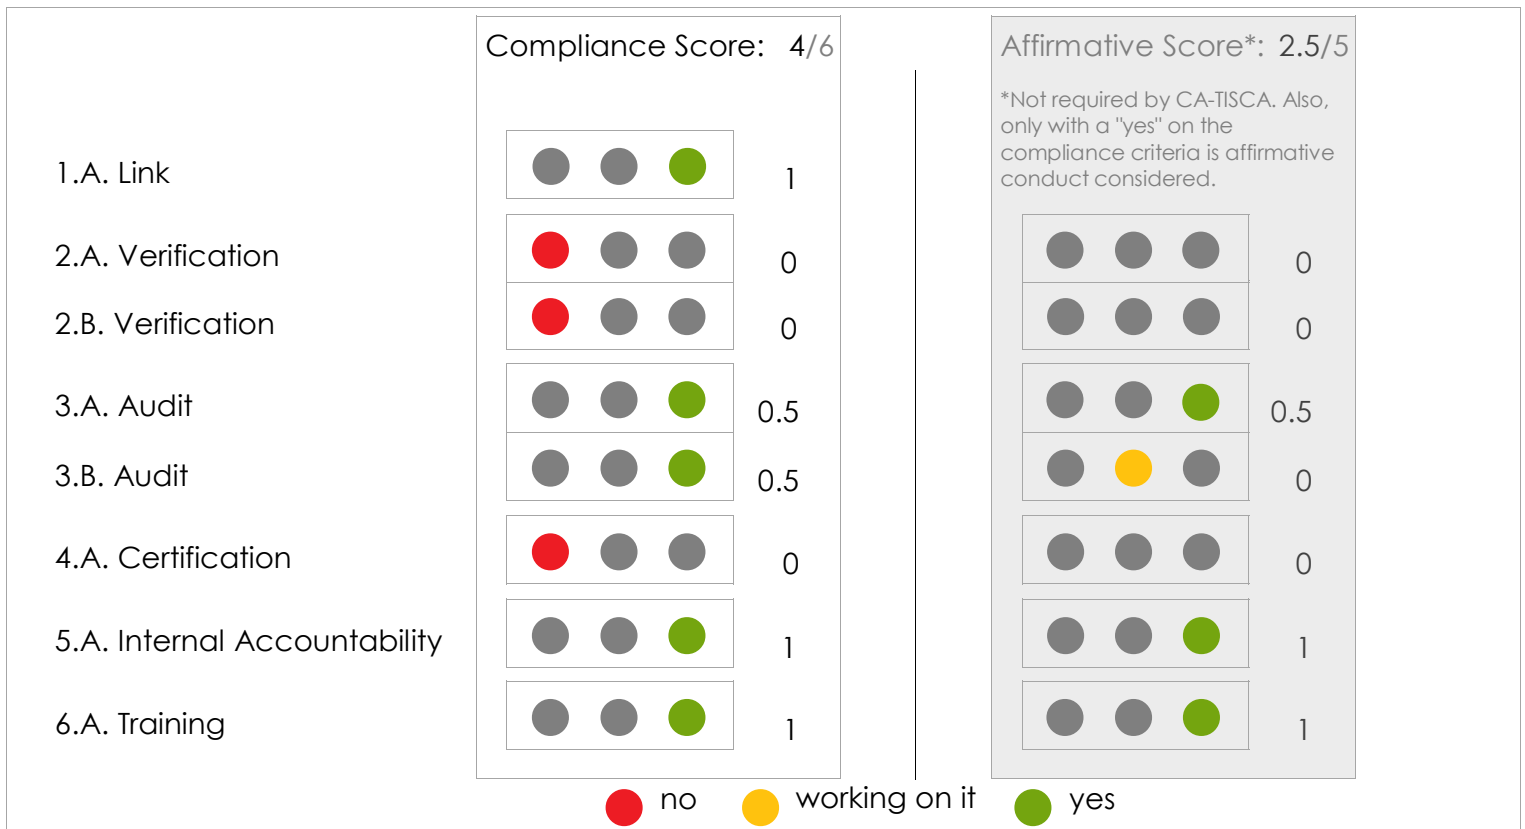 Compliance Score: 4/6
Affirmative Score*: 2.5/5
*Not required by CA-TISCA. Also,
only with a "yes" on the
compliance criteria is affirmative
conduct considered.
1.A. Link 1
2.A. Verification 0 0
2.B. Verification 0 0
3.A. Audit 0.5 0.5
3.B. Audit 0.5 0
4.A. Certification 0 0
5.A. Internal Accountability 1 1
6.A. Training 1 1
no working on it yes